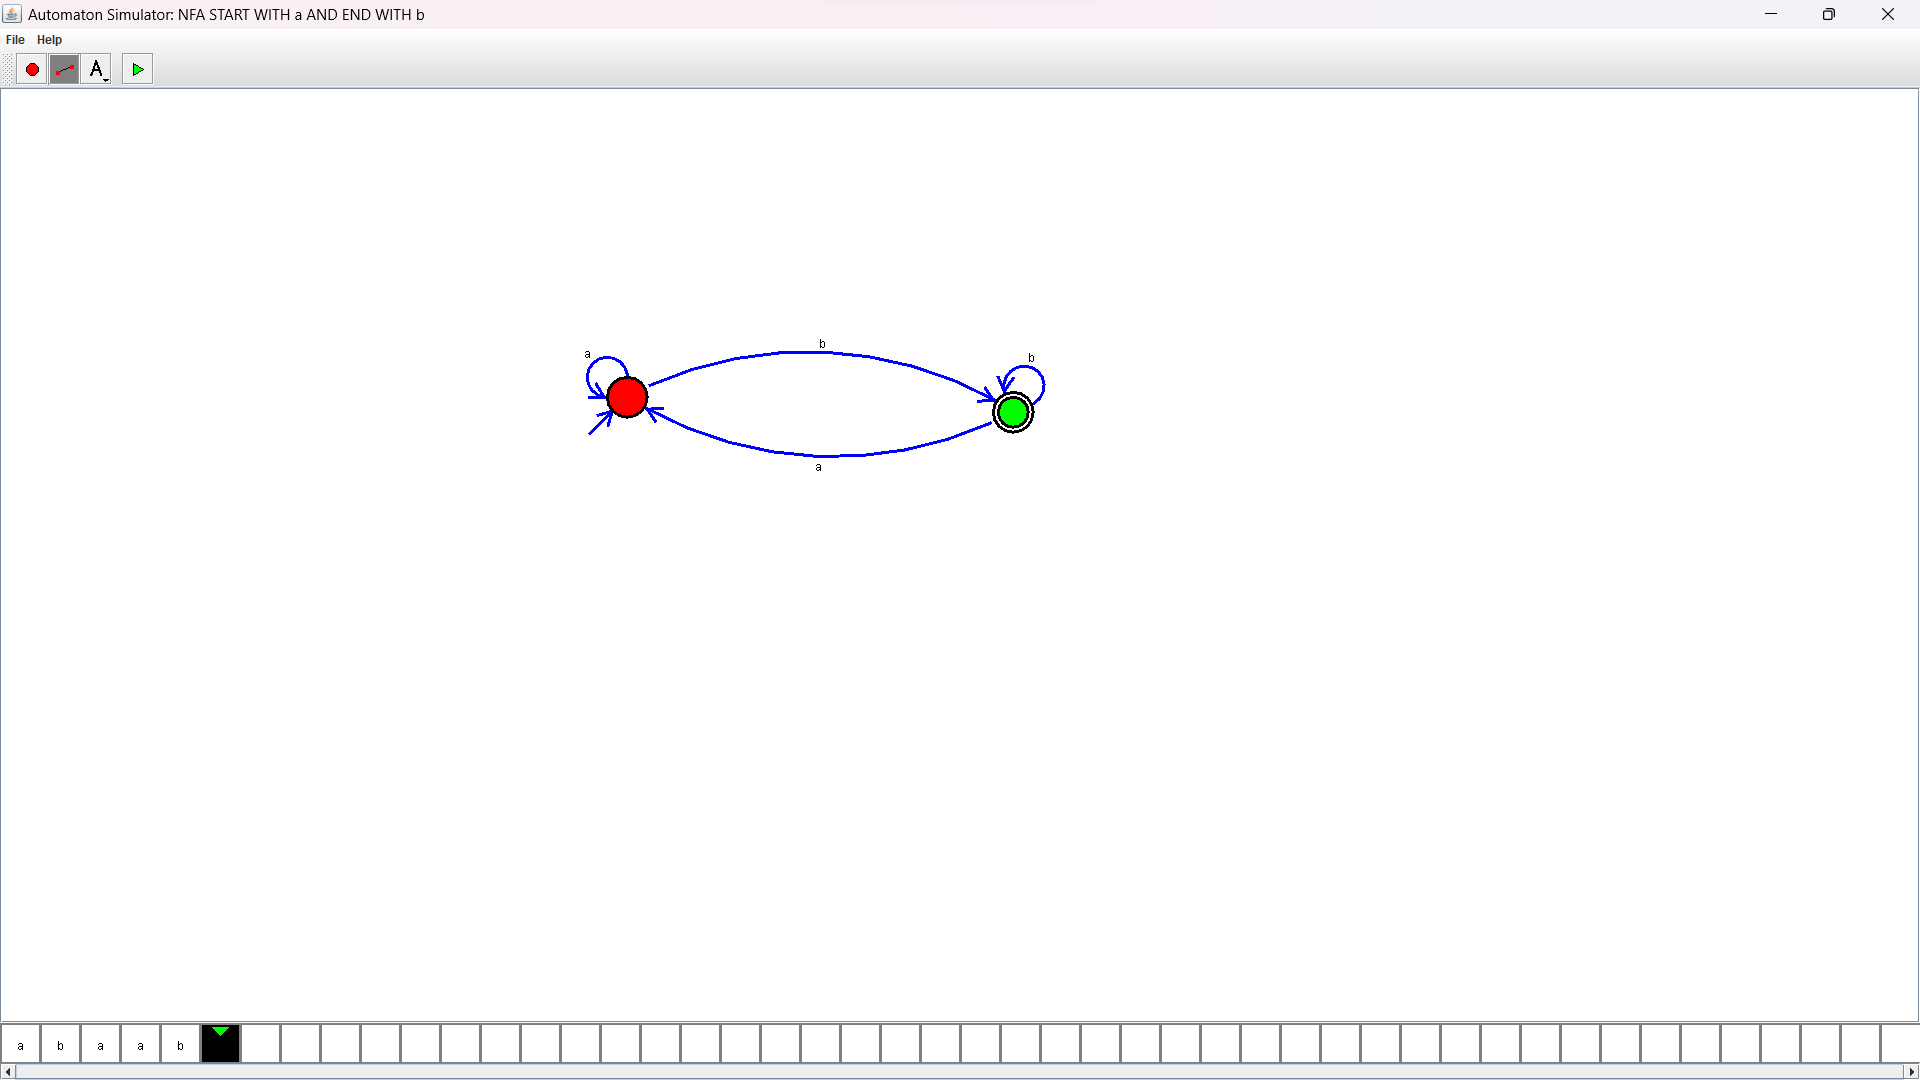 Automaton Simulator: NFA START WITH a AND END WITH b
File Help
A
b
a
b
a
a b a a b